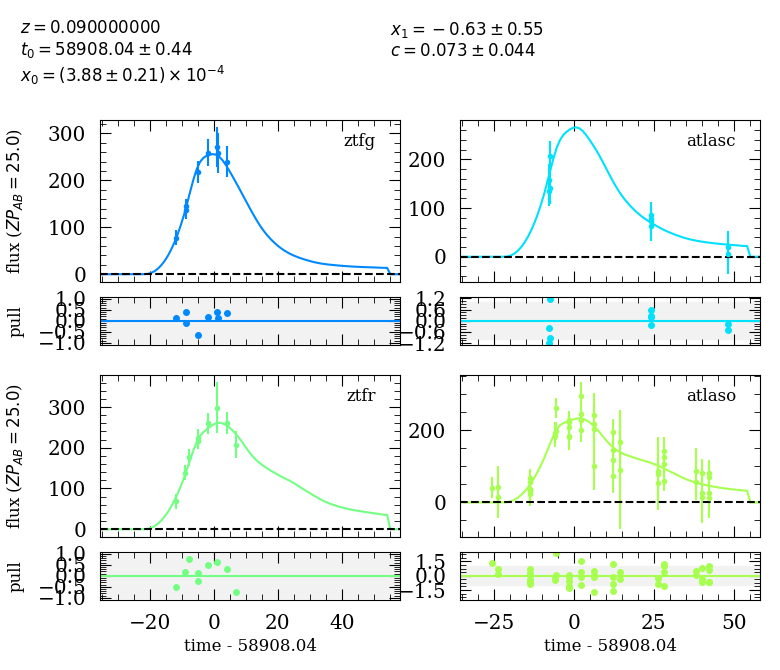 z = 0.090000000
t0 = 58908.04 ± 0.44
x0 = (3.88 ± 0.21) × 10^−4
x1 = −0.63 ± 0.55
c = 0.073 ± 0.044
flux (ZP_AB = 25.0)
300
200
100
0
ztfg
200
100
0
atlasc
pull
1.0
0.5
0.0
−0.5
−1.0
1.2
0.6
0.0
−0.6
−1.2
flux (ZP_AB = 25.0)
300
200
100
0
ztfr
200
0
atlaso
pull
1.0
0.5
0.0
−0.5
−1.0
1.5
0.0
−1.5
−20 0 20 40
−25 0 25 50
time - 58908.04
time - 58908.04